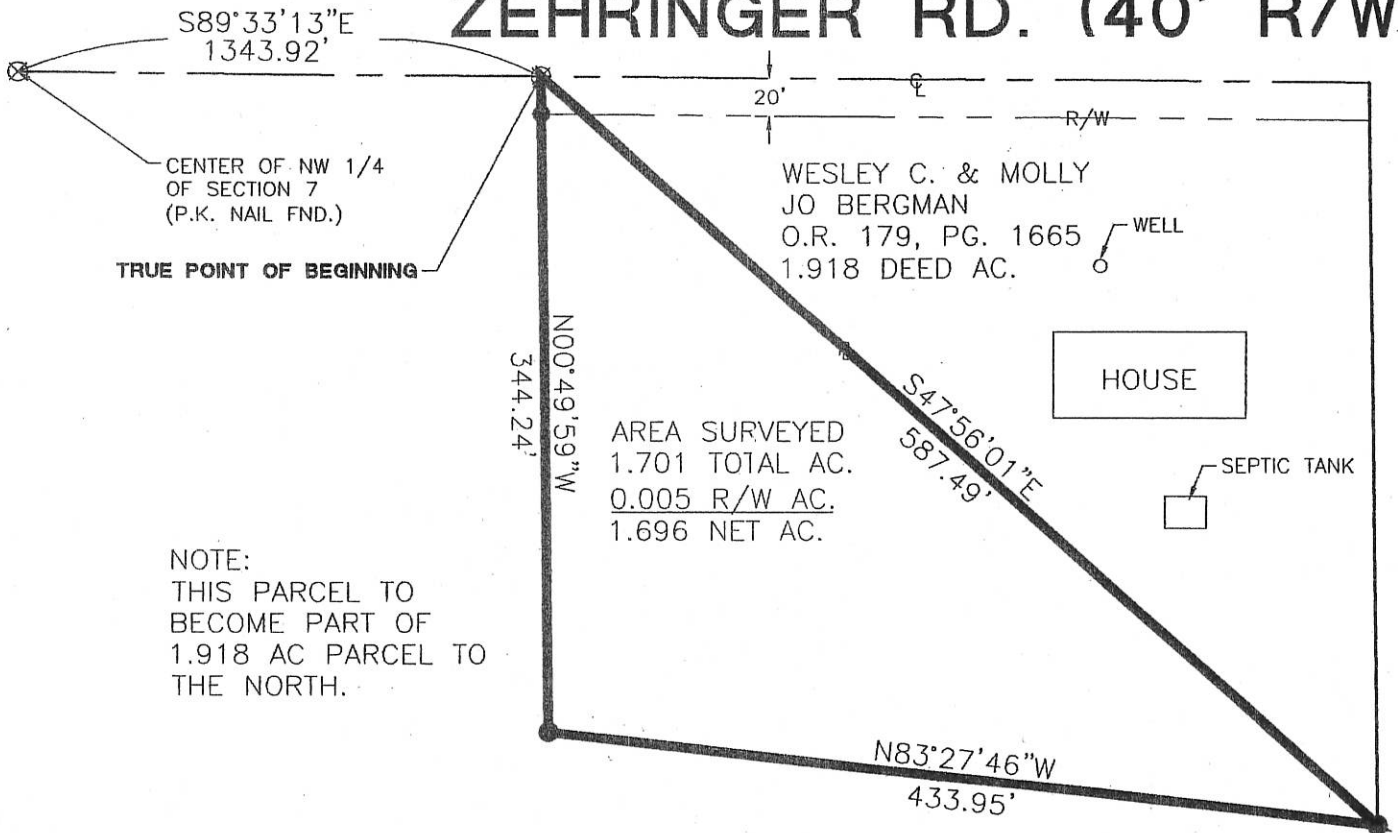 ZEHRINGER RD. (40' R/W
S89°33'13"E
1343.92'
20'
℄
R/W
CENTER OF NW 1/4
OF SECTION 7
(P.K. NAIL FND.)
TRUE POINT OF BEGINNING
WESLEY C. & MOLLY
JO BERGMAN
O.R. 179, PG. 1665
1.918 DEED AC.
WELL
HOUSE
SEPTIC TANK
N00°49'59"W
344.24'
S47°56'01"E
587.49'
AREA SURVEYED
1.701 TOTAL AC.
0.005 R/W AC.
1.696 NET AC.
NOTE:
THIS PARCEL TO
BECOME PART OF
1.918 AC PARCEL TO
THE NORTH.
N83°27'46"W
433.95'